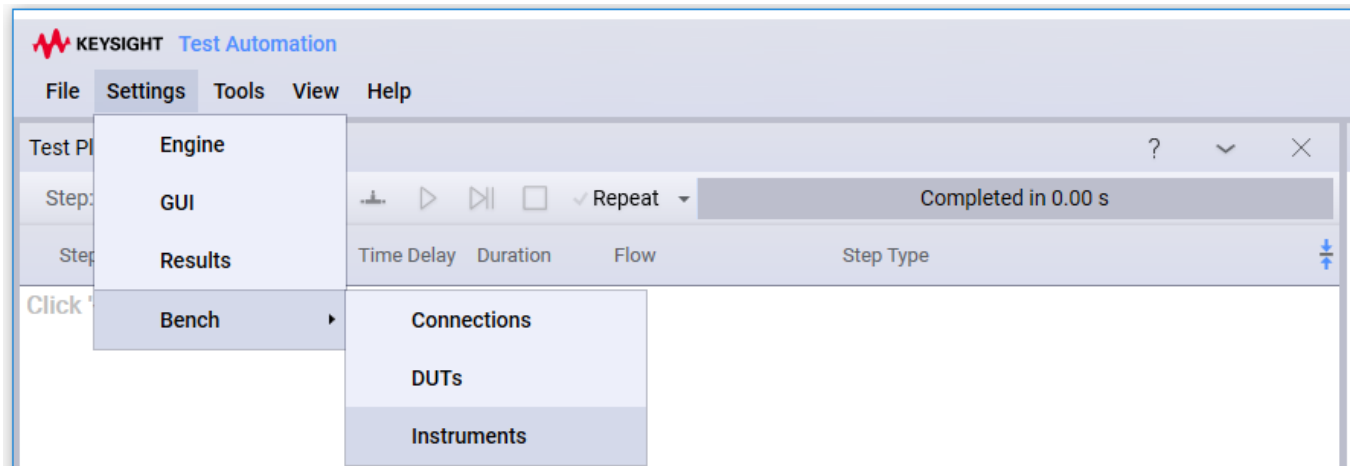 KEYSIGHT Test Automation
File Settings Tools View Help
Test Pl ?
Engine
Step: Repeat Completed in 0.00 s
GUI
Step Time Delay Duration Flow Step Type
Results
Click '
Bench Connections
DUTs
Instruments